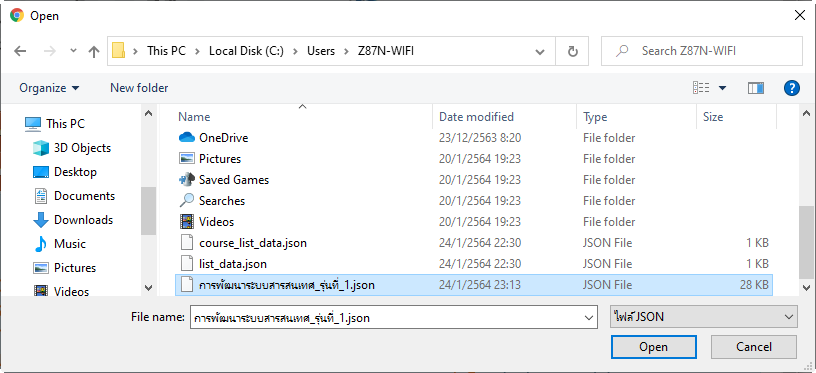 Open
This PC > Local Disk (C:) > Users > Z87N-WIFI
Search Z87N-WIFI
Organize
New folder
Name Date modified Type Size
This PC
3D Objects
Desktop
Documents
Downloads
Music
Pictures
Videos
OneDrive 23/12/2563 8:20 File folder
Pictures 20/1/2564 19:23 File folder
Saved Games 20/1/2564 19:23 File folder
Searches 20/1/2564 19:23 File folder
Videos 20/1/2564 19:23 File folder
course_list_data.json 24/1/2564 22:30 JSON File 1 KB
list_data.json 24/1/2564 22:30 JSON File 1 KB
การพัฒนาระบบสารสนเทศ_รุ่นที่_1.json 24/1/2564 23:13 JSON File 28 KB
File name: การพัฒนาระบบสารสนเทศ_รุ่นที่_1.json
ไฟล์ JSON
Open
Cancel